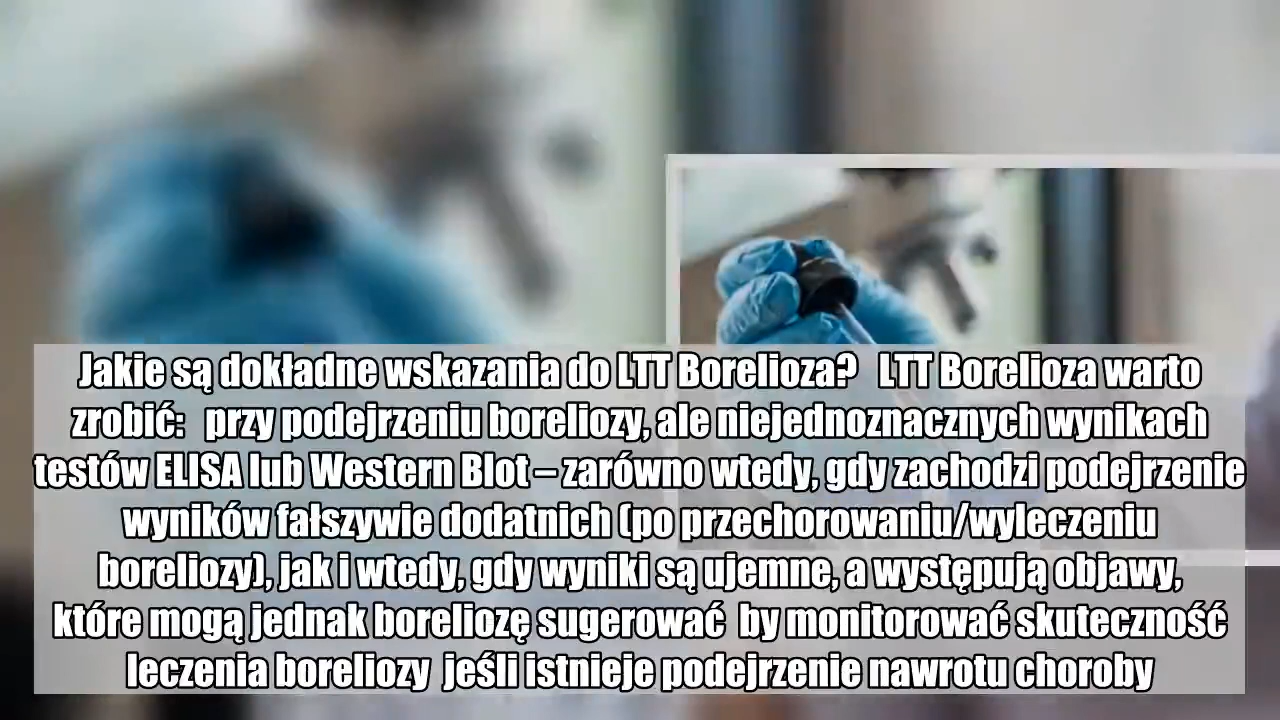 Jakie są dokładne wskazania do LTT Borelioza? LTT Borelioza warto
zrobić: przy podejrzeniu boreliozy, ale niejednoznacznych wynikach
testów ELISA lub Western Blot – zarówno wtedy, gdy zachodzi podejrzenie
wyników fałszywie dodatnich (po przechorowaniu/wyleczeniu
boreliozy), jak i wtedy, gdy wyniki są ujemne, a występują objawy,
które mogą jednak boreliozę sugerować by monitorować skuteczność
leczenia boreliozy jeśli istnieje podejrzenie nawrotu choroby